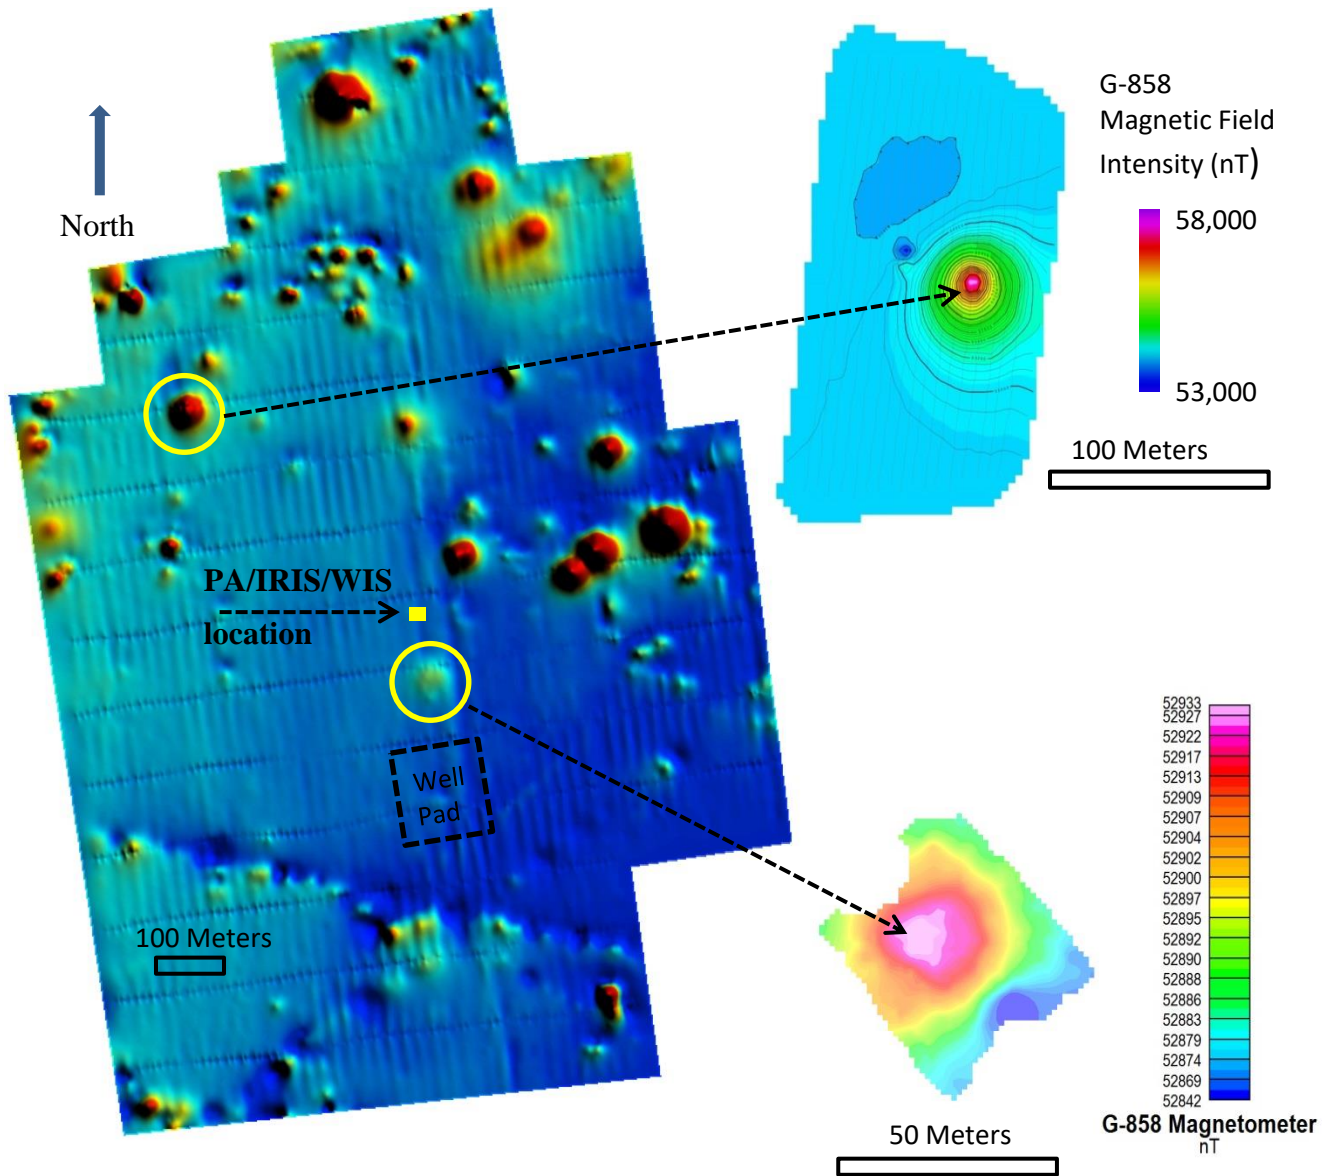 G-858
Magnetic Field
Intensity (nT)
North
58,000
53,000
100 Meters
PA/IRIS/WIS
location
Well
Pad
100 Meters
52933
52927
52922
52917
52913
52909
52907
52904
52902
52900
52897
52895
52892
52890
52888
52886
52883
52879
52874
52869
52842
G-858 Magnetometer
nT
50 Meters